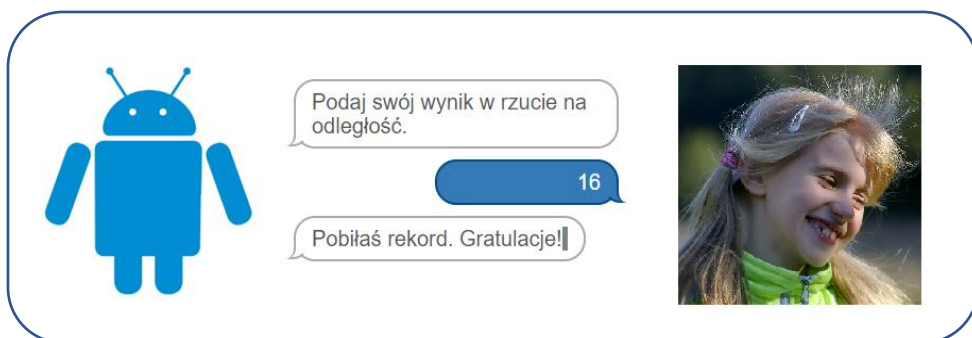 Podaj swój wynik w rzucie na
odległość.
16
Pobiłaś rekord. Gratulacje!